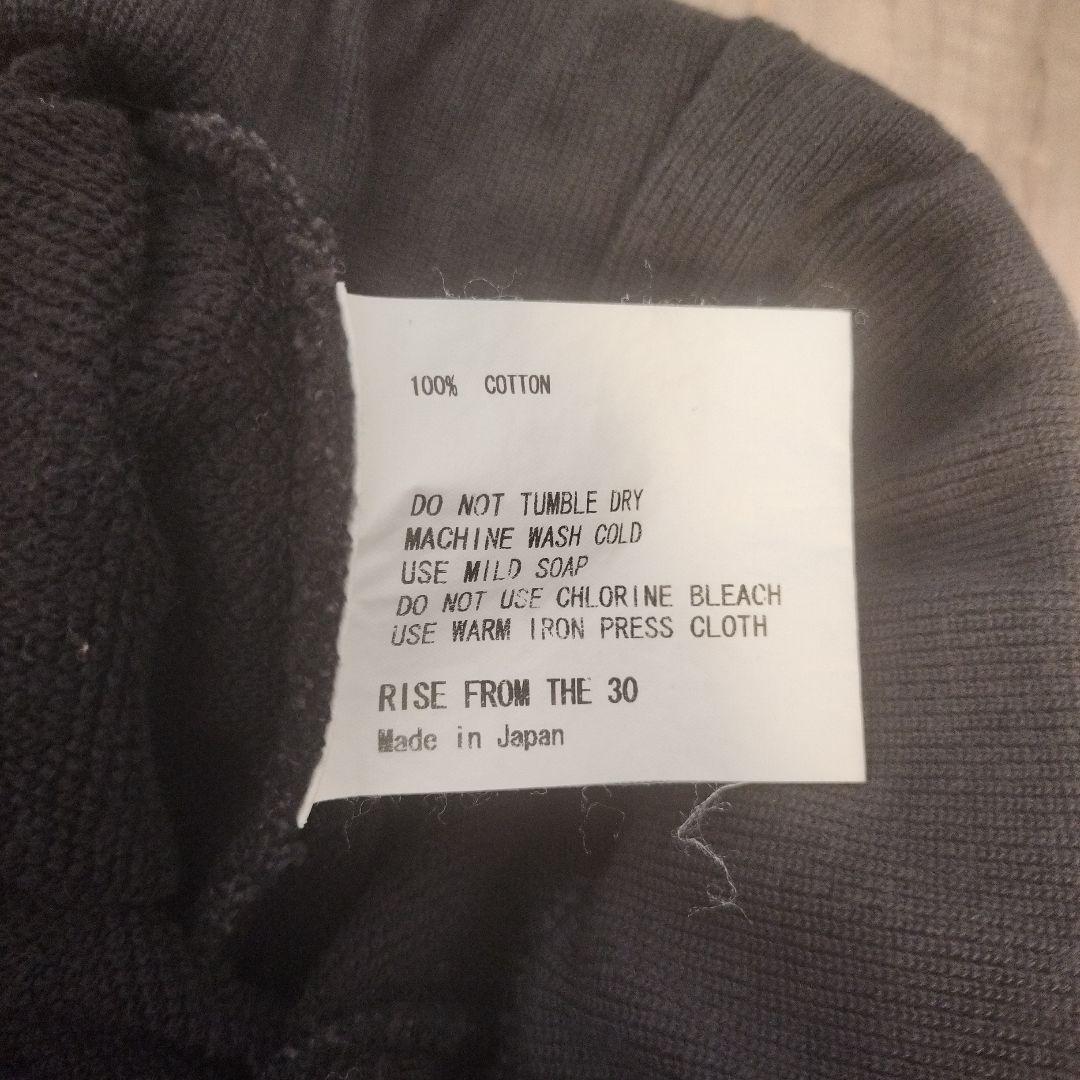 100% COTTON
DO NOT TUMBLE DRY
MACHINE WASH COLD
USE MILD SOAP
DO NOT USE CHLORINE BLEACH
USE WARM IRON PRESS CLOTH
RISE FROM THE 30
Made in Japan